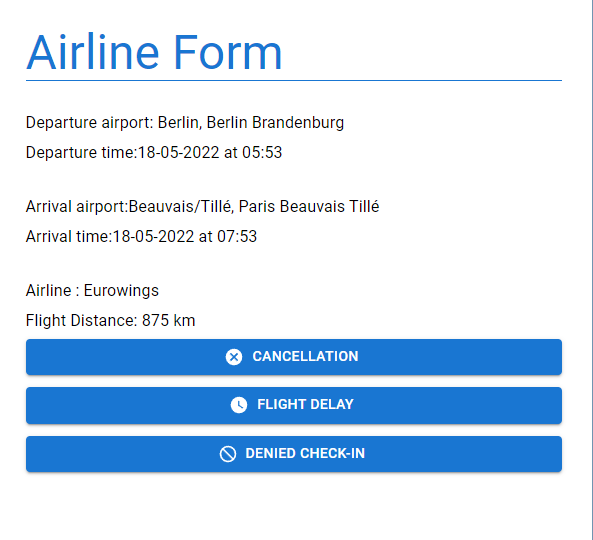 Airline Form
Departure airport: Berlin, Berlin Brandenburg
Departure time:18-05-2022 at 05:53
Arrival airport:Beauvais/Tillé, Paris Beauvais Tillé
Arrival time:18-05-2022 at 07:53
Airline : Eurowings
Flight Distance: 875 km
CANCELLATION
FLIGHT DELAY
DENIED CHECK-IN